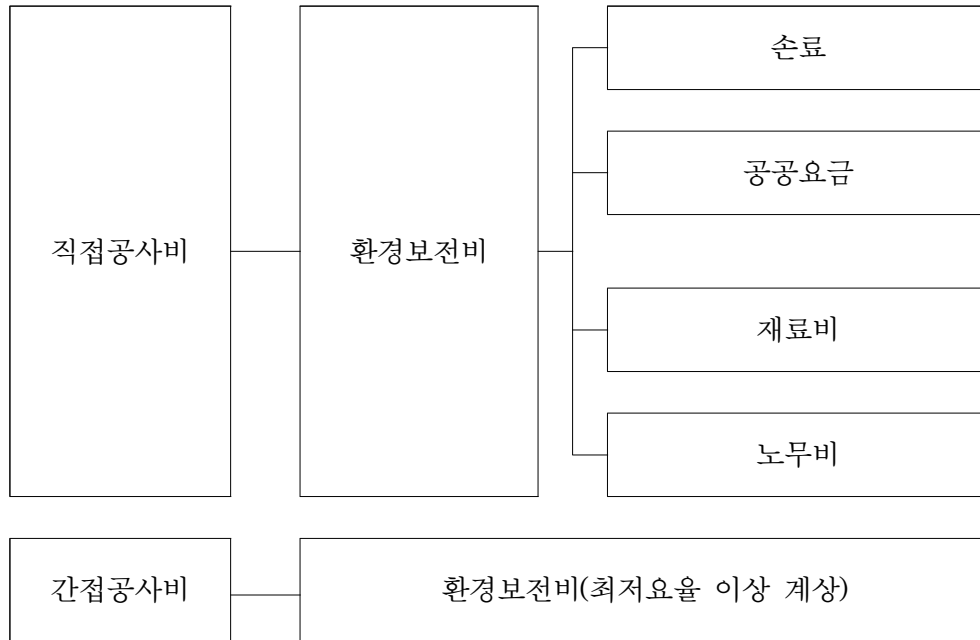 손료
공공요금
직접공사비
환경보전비
재료비
노무비
간접공사비
환경보전비(최저요율 이상 계상)